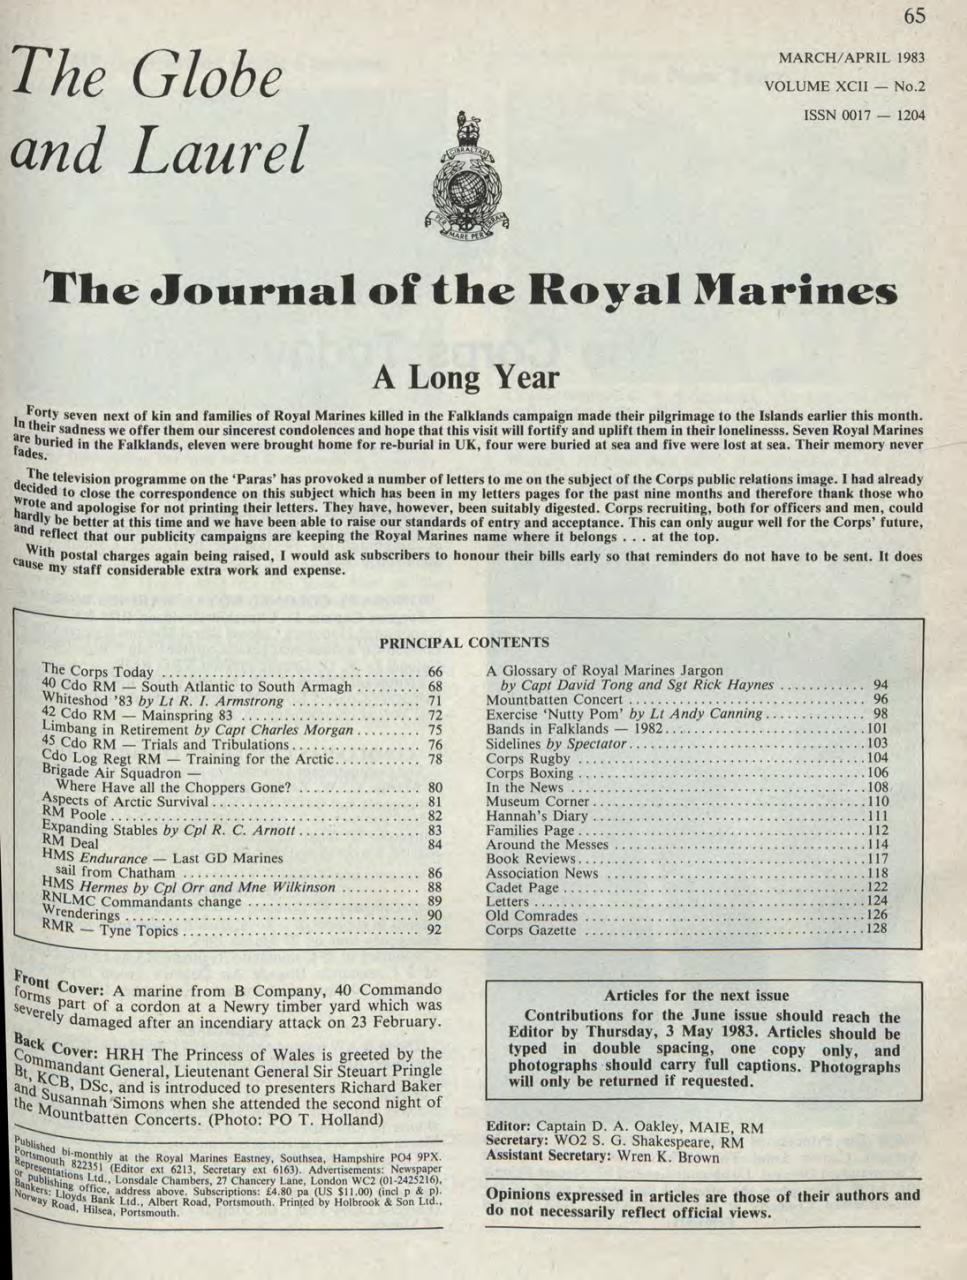 65
The Globe
and Laurel
MARCH/APRIL 1983
VOLUME XCII — No.2
ISSN 0017 — 1204
GIBRALTAR
PER MARE PER TERRAM
The Journal of the Royal Marines
A Long Year
Forty seven next of kin and families of Royal Marines killed in the Falklands campaign made their pilgrimage to the Islands earlier this month.
In their sadness we offer them our sincerest condolences and hope that this visit will fortify and uplift them in their lonelinesss. Seven Royal Marines
are buried in the Falklands, eleven were brought home for re-burial in UK, four were buried at sea and five were lost at sea. Their memory never
fades.
The television programme on the 'Paras' has provoked a number of letters to me on the subject of the Corps public relations image. I had already
decided to close the correspondence on this subject which has been in my letters pages for the past nine months and therefore thank those who
wrote and apologise for not printing their letters. They have, however, been suitably digested. Corps recruiting, both for officers and men, could
hardly be better at this time and we have been able to raise our standards of entry and acceptance. This can only augur well for the Corps' future,
and reflect that our publicity campaigns are keeping the Royal Marines name where it belongs . . . at the top.
With postal charges again being raised, I would ask subscribers to honour their bills early so that reminders do not have to be sent. It does
cause my staff considerable extra work and expense.
PRINCIPAL CONTENTS
The Corps Today ........................ 66
40 Cdo RM — South Atlantic to South Armagh ......... 68
Whiteshod '83 by Lt R. I. Armstrong .................. 71
42 Cdo RM — Mainspring 83 ......................... 72
Limbang in Retirement by Capt Charles Morgan ......... 75
45 Cdo RM — Trials and Tribulations .................. 76
Cdo Log Regt RM — Training for the Arctic ............ 78
Brigade Air Squadron —
Where Have all the Choppers Gone? ................. 80
Aspects of Arctic Survival ............................. 81
RM Poole ............................................ 82
Expanding Stables by Cpl R. C. Arnott ................. 83
RM Deal 84
HMS Endurance — Last GD Marines
sail from Chatham ................................. 86
HMS Hermes by Cpl Orr and Mne Wilkinson ........... 88
RNLMC Commandants change ........................ 89
Wrenderings .......................................... 90
RMR — Tyne Topics .................................. 92
A Glossary of Royal Marines Jargon
by Capt David Tong and Sgt Rick Haynes ............ 94
Mountbatten Concert .................................. 96
Exercise 'Nutty Pom' by Lt Andy Canning .............. 98
Bands in Falklands — 1982 ............................ 101
Sidelines by Spectator ................................. 103
Corps Rugby ......................................... 104
Corps Boxing ........................................ 106
In the News .......................................... 108
Museum Corner ...................................... 110
Hannah's Diary ...................................... 111
Families Page ........................................ 112
Around the Messes ................................... 114
Book Reviews ........................................ 117
Association News .................................... 118
Cadet Page .......................................... 122
Letters .............................................. 124
Old Comrades ....................................... 126
Corps Gazette ....................................... 128
Front Cover: A marine from B Company, 40 Commando
forms part of a cordon at a Newry timber yard which was
severely damaged after an incendiary attack on 23 February.
Back Cover: HRH The Princess of Wales is greeted by the
Commandant General, Lieutenant General Sir Steuart Pringle
Bt, KCB, DSc, and is introduced to presenters Richard Baker
and Susannah Simons when she attended the second night of
the Mountbatten Concerts. (Photo: PO T. Holland)
Published bi-monthly at the Royal Marines Eastney, Southsea, Hampshire PO4 9PX.
Portsmouth 822351 (Editor ext 6213, Secretary ext 6163). Advertisements: Newspaper
Representations Ltd., Lonsdale Chambers, 27 Chancery Lane, London WC2 (01-2425216),
or publishing office, address above. Subscriptions: £4.80 pa (US $11.00) (incl p & p).
Bankers: Lloyds Bank Ltd., Albert Road, Portsmouth. Printed by Holbrook & Son Ltd.,
Norway Road, Hilsea, Portsmouth.
Articles for the next issue
Contributions for the June issue should reach the
Editor by Thursday, 3 May 1983. Articles should be
typed in double spacing, one copy only, and
photographs should carry full captions. Photographs
will only be returned if requested.
Editor: Captain D. A. Oakley, MAIE, RM
Secretary: WO2 S. G. Shakespeare, RM
Assistant Secretary: Wren K. Brown
Opinions expressed in articles are those of their authors and
do not necessarily reflect official views.